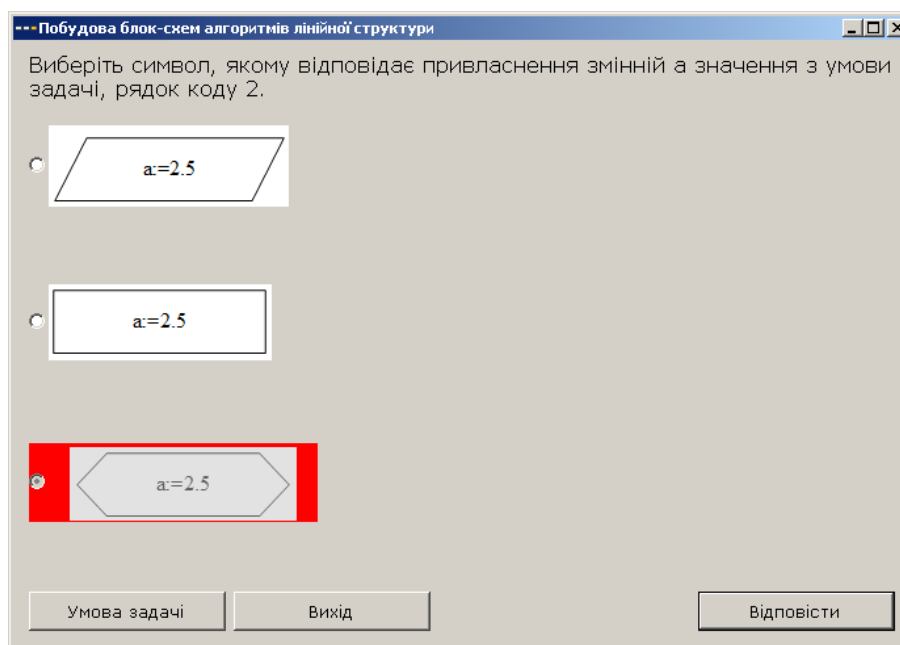 ---Побудова блок-схем алгоритмів лінійної структури
Виберіть символ, якому відповідає привласнення змінній а значення з умови
задачі, рядок коду 2.
a:=2.5
a:=2.5
a:=2.5
Умова задачі Вихід Відповісти